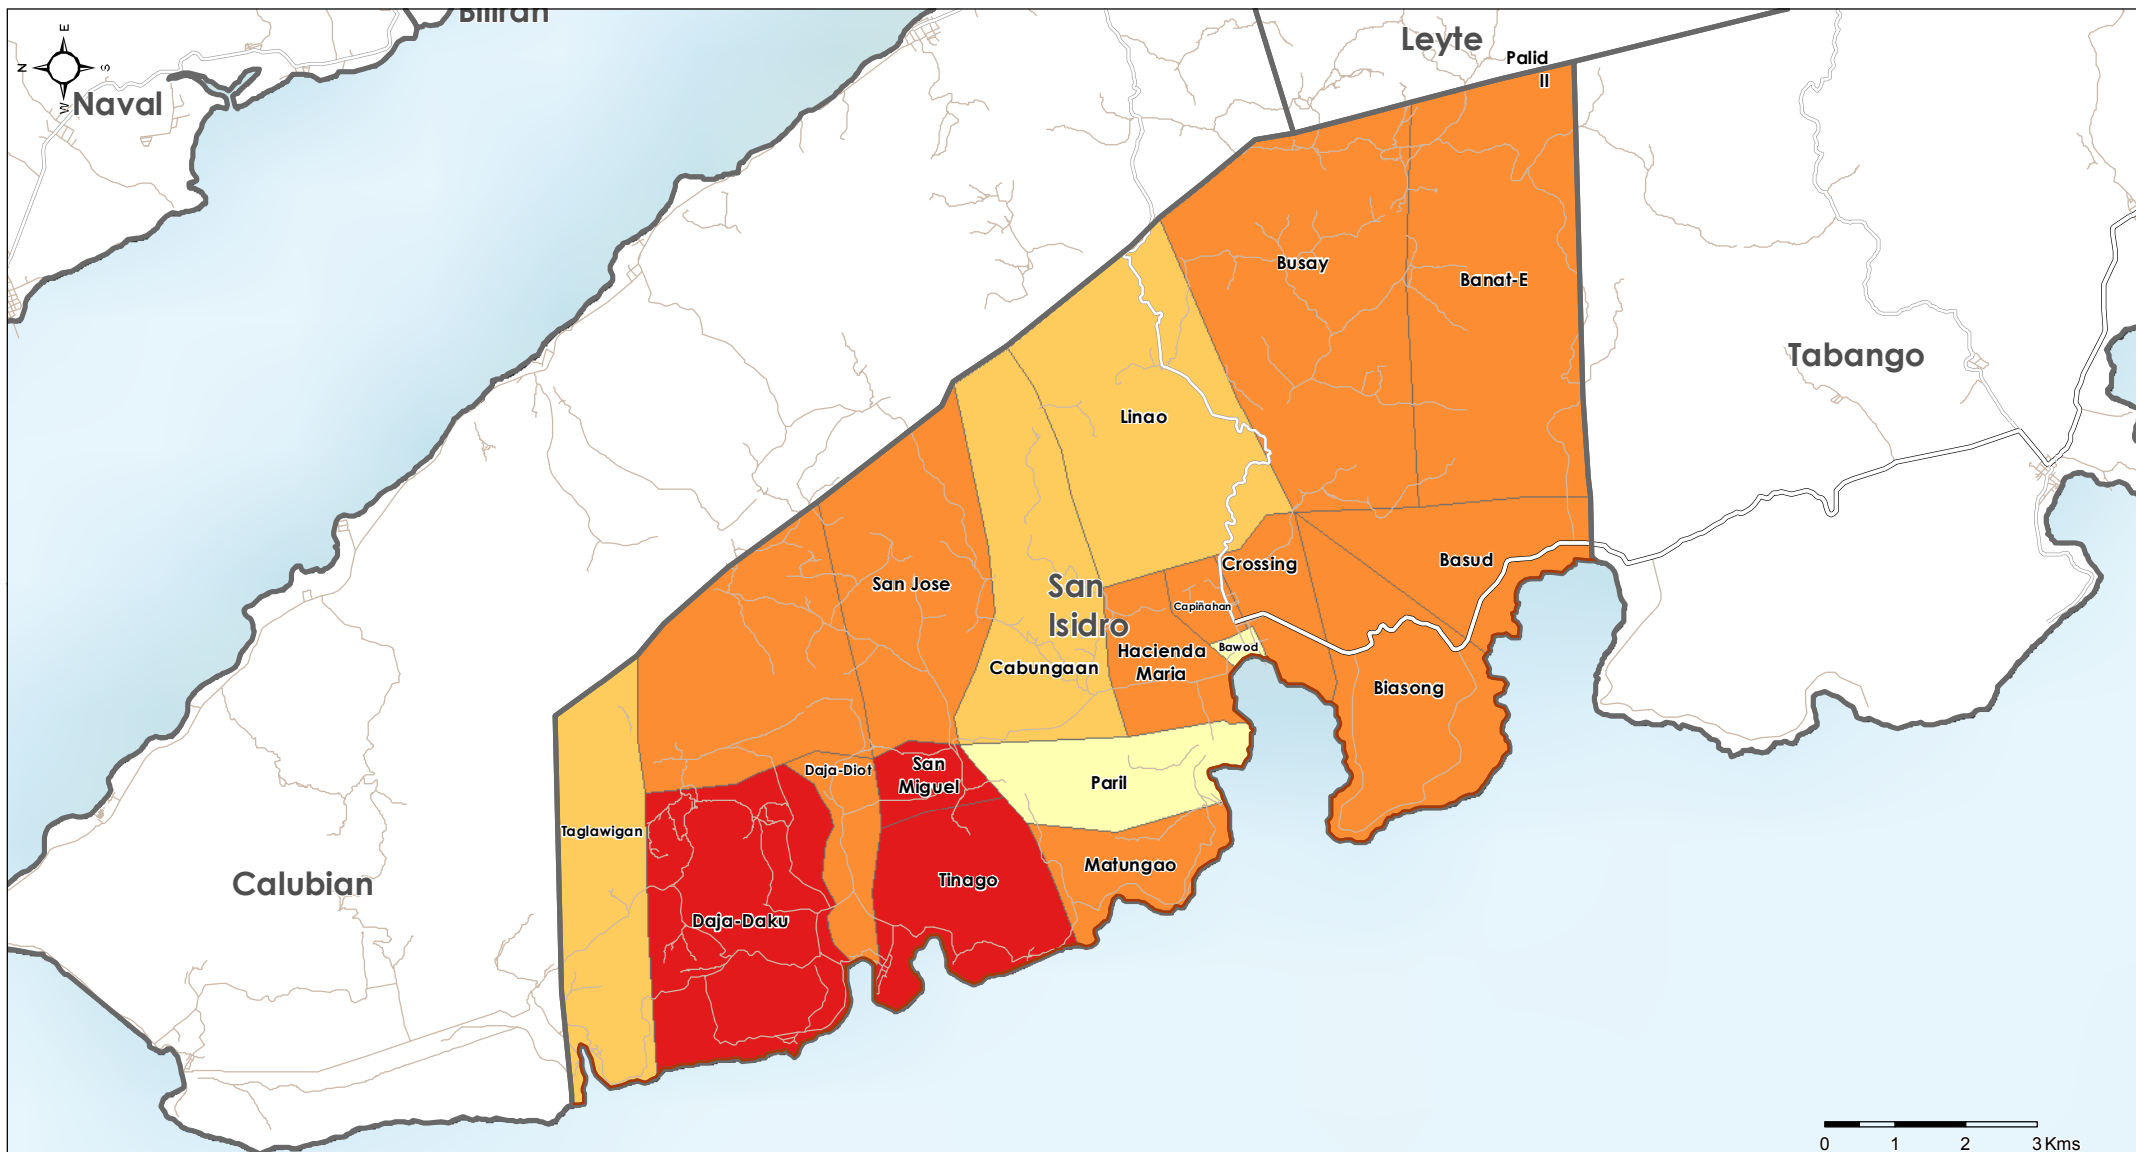 Biliran
Leyte
E
N
S
W
Naval
Palid
II
Busay
Banat-E
Tabango
Linao
San Jose
San
Isidro
Crossing
Basud
Capiñahan
Bawod
Hacienda
Maria
Cabungaan
Biasong
Daja-Diot
San
Miguel
Paril
Taglawigan
Matungao
Tinago
Calubian
Daja-Daku
0 1 2 3 Kms